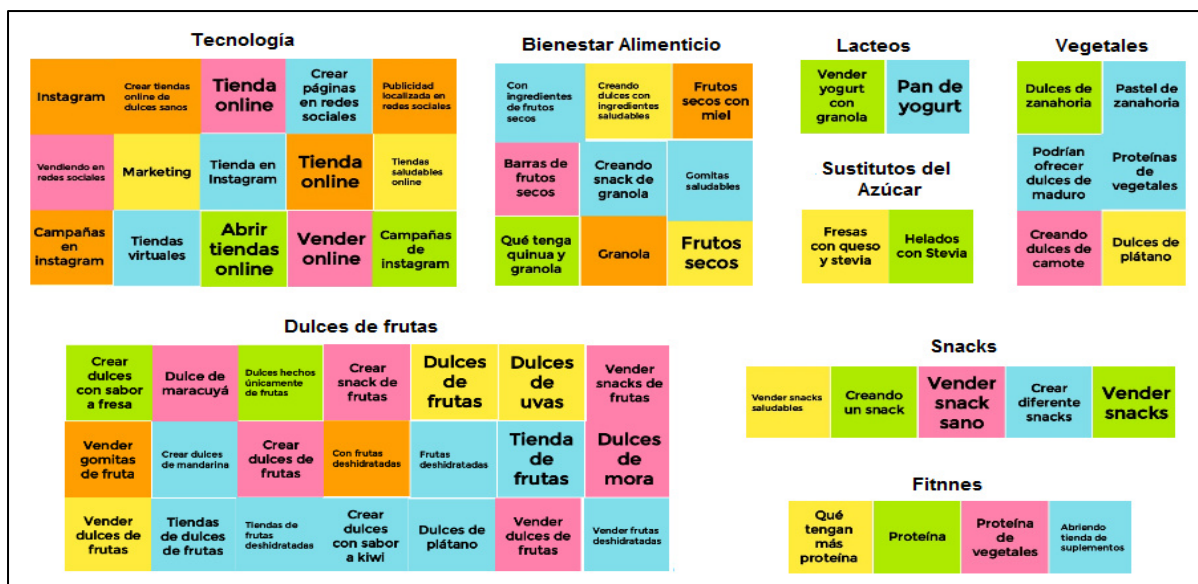 Tecnología
Instagram
Crear tiendas
online de
dulces sanos
Tienda
online
Crear
páginas
en redes
sociales
Publicidad
localizada en
redes sociales
Vendiendo en
redes sociales
Marketing
Tienda en
Instagram
Tienda
online
Tiendas
saludables
online
Campañas
en
instagram
Tiendas
virtuales
Abrir
tiendas
online
Vender
online
Campañas
de
instagram
Bienestar Alimenticio
Con
ingredientes
de frutos
secos
Creando
dulces con
ingredientes
saludables
Frutos
secos con
miel
Barras de
frutos
secos
Creando
snack de
granola
Gomitas
saludables
Qué tenga
quinua y
granola
Granola
Frutos
secos
Lacteos
Vender
yogurt
con
granola
Pan de
yogurt
Sustitutos del
Azúcar
Fresas
con queso
y stevia
Helados
con Stevia
Vegetales
Dulces de
zanahoria
Pastel de
zanahoria
Podrían
ofrecer
dulces de
maduro
Proteínas
de
vegetales
Creando
dulces de
camote
Dulces de
plátano
Dulces de frutas
Crear
dulces
con sabor
a fresa
Dulce de
maracuyá
Dulces hechos
únicamente
de frutas
Crear
snack de
frutas
Dulces
de
frutas
Dulces
de
uvas
Vender
snacks de
frutas
Vender
gomitas
de fruta
Crear dulces
de mandarina
Crear
dulces de
frutas
Con frutas
deshidratadas
Frutas
deshidratadas
Tienda
de
frutas
Dulces
de
mora
Vender
dulces de
frutas
Tiendas
de dulces
de frutas
Tiendas de
frutas
deshidratadas
Crear
dulces con
sabor
a kiwi
Dulces de
plátano
Vender
dulces de
frutas
Vender frutas
deshidratadas
Snacks
Vender snacks
saludables
Creando
un snack
Vender
snack
sano
Crear
diferente
snacks
Vender
snacks
Fitnnes
Qué
tengan
más
proteína
Proteína
Proteína
de
vegetales
Abriendo
tienda de
suplementos